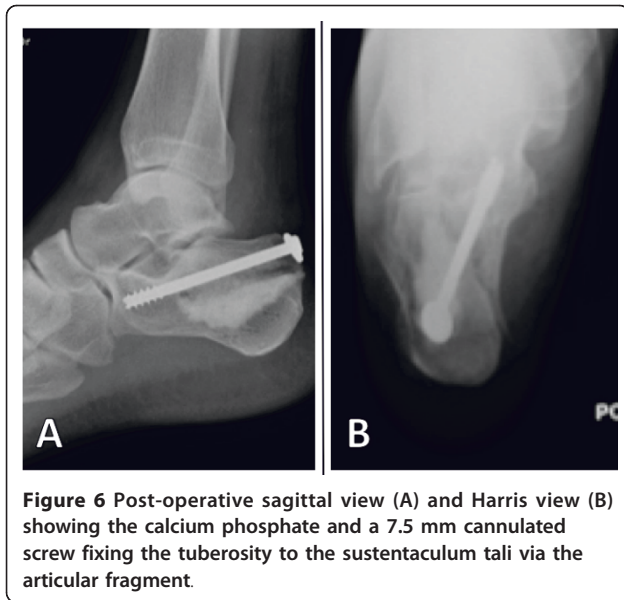 A
B
PO
Figure 6 Post-operative sagittal view (A) and Harris view (B)
showing the calcium phosphate and a 7.5 mm cannulated
screw fixing the tuberosity to the sustentaculum tali via the
articular fragment.